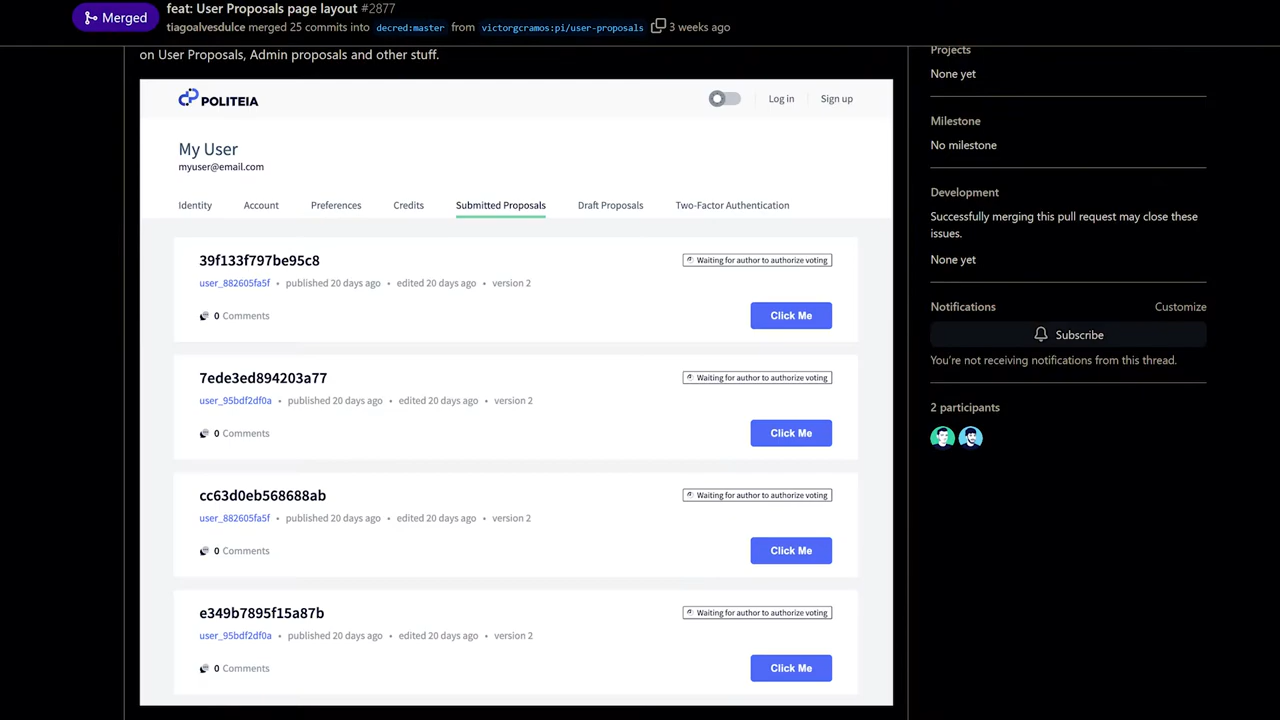 Merged
feat: User Proposals page layout #2877
tiagoalvesdulce merged 25 commits into decred:master from victorgcramos:pi/user-proposals 3 weeks ago
on User Proposals, Admin proposals and other stuff.
POLITEIA
Log in
Sign up
My User
myuser@email.com
Identity
Account
Preferences
Credits
Submitted Proposals
Draft Proposals
Two-Factor Authentication
39f133f797be95c8
Waiting for author to authorize voting
user_882605fa5f • published 20 days ago • edited 20 days ago • version 2
0 Comments
Click Me
7ede3ed894203a77
Waiting for author to authorize voting
user_95bdf2df0a • published 20 days ago • edited 20 days ago • version 2
0 Comments
Click Me
cc63d0eb568688ab
Waiting for author to authorize voting
user_882605fa5f • published 20 days ago • edited 20 days ago • version 2
0 Comments
Click Me
e349b7895f15a87b
Waiting for author to authorize voting
user_95bdf2df0a • published 20 days ago • edited 20 days ago • version 2
0 Comments
Click Me
Projects
None yet
Milestone
No milestone
Development
Successfully merging this pull request may close these
issues.
None yet
Notifications
Customize
Subscribe
You're not receiving notifications from this thread.
2 participants